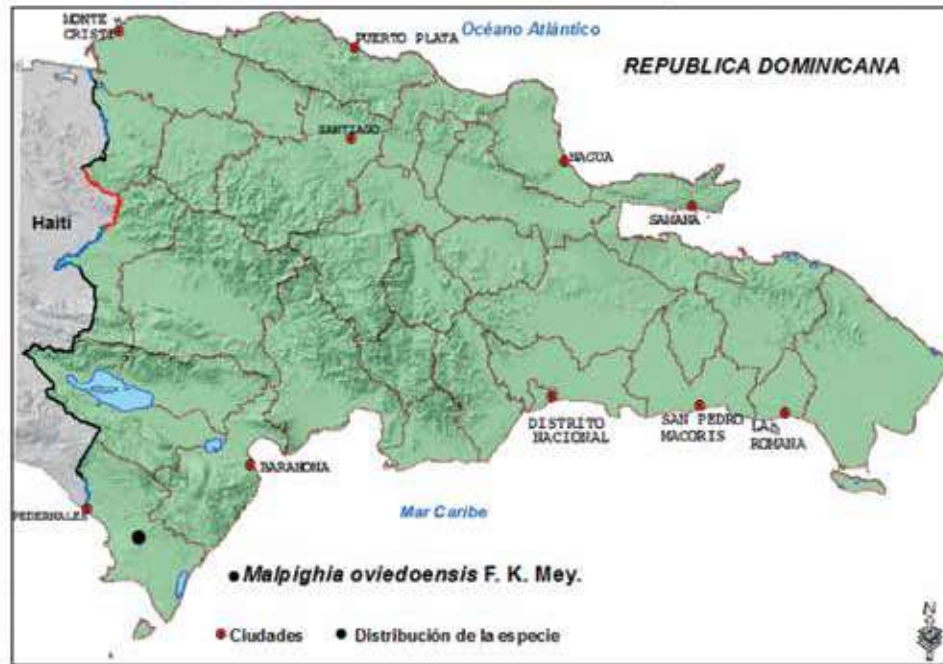 MONTE
CRISTI
PUERTO PLATA
Océano Atlántico
REPUBLICA DOMINICANA
SANTIAGO
NAGUA
SAMANA
Haití
DISTRITO
NACIONAL
SAN PEDRO
MACORIS
LA
ROMANA
BARAHONA
PEDERNALES
Mar Caribe
Malpighia oviedoensis F. K. Mey.
Ciudades
Distribución de la especie
N